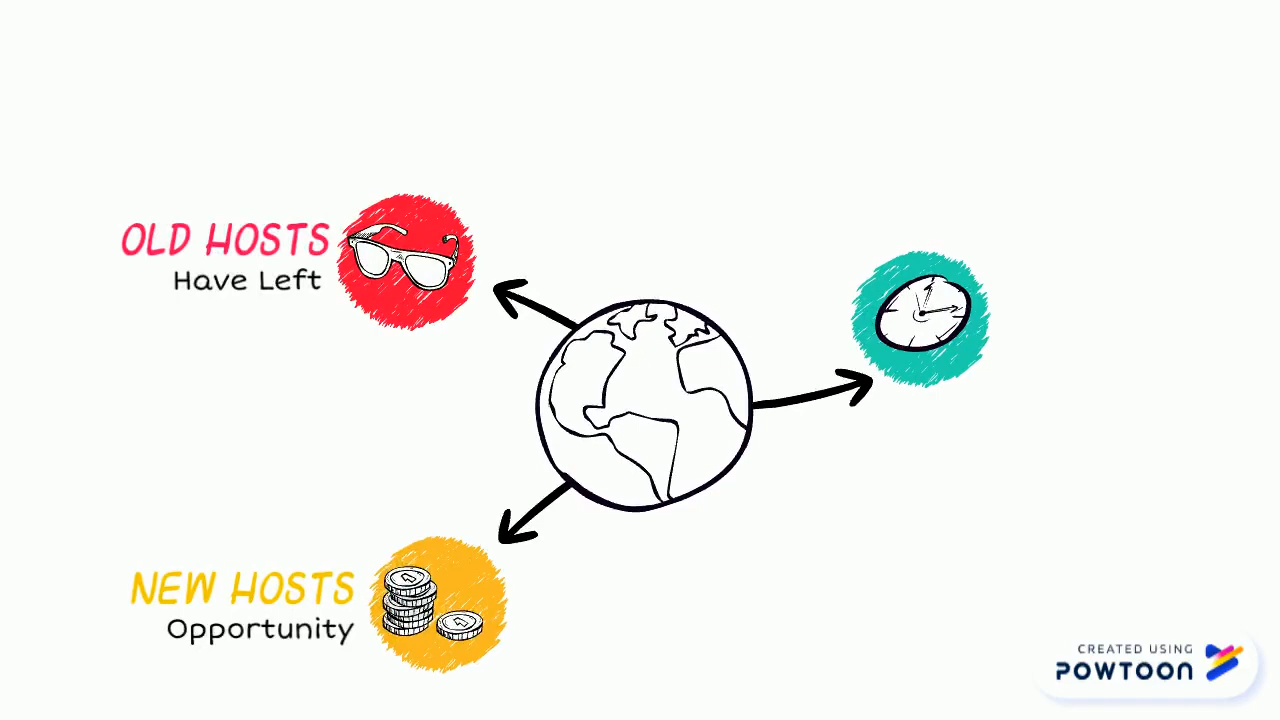 OLD HOSTS
Have Left
NEW HOSTS
Opportunity
CREATED USING
POWTOON